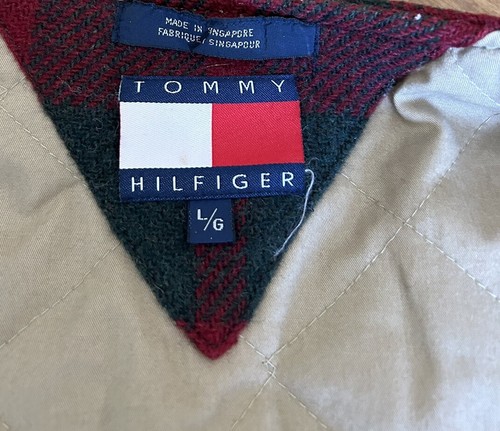 MADE IN SINGAPORE
FABRIQUE/ SINGAPOUR
TOMMY
HILFIGER
L/G